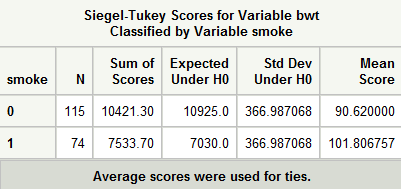 Siegel-Tukey Scores for Variable bwt
Classified by Variable smoke
smoke N Sum of Scores Expected Under H0 Std Dev Under H0 Mean Score
0 115 10421.30 10925.0 366.987068 90.620000
1 74 7533.70 7030.0 366.987068 101.806757
Average scores were used for ties.